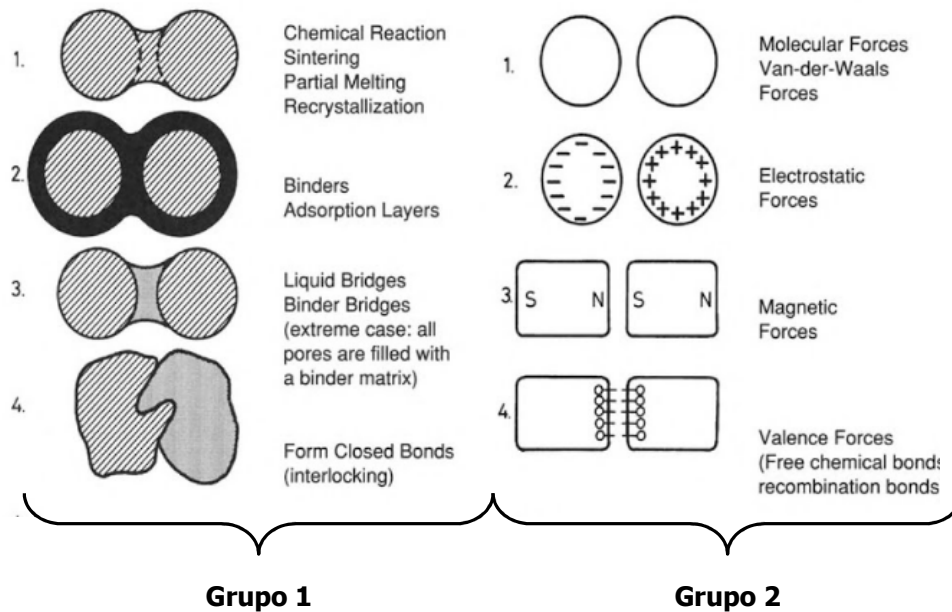 1.
Chemical Reaction
Sintering
Partial Melting
Recrystallization
2.
Binders
Adsorption Layers
3.
Liquid Bridges
Binder Bridges
(extreme case: all
pores are filled with
a binder matrix)
4.
Form Closed Bonds
(interlocking)
Grupo 1
1.
Molecular Forces
Van-der-Waals
Forces
2.
− − − − − − − − − −
+ + + + + + + + + +
Electrostatic
Forces
3.
S N S N
Magnetic
Forces
4.
Valence Forces
(Free chemical bonds
recombination bonds
Grupo 2